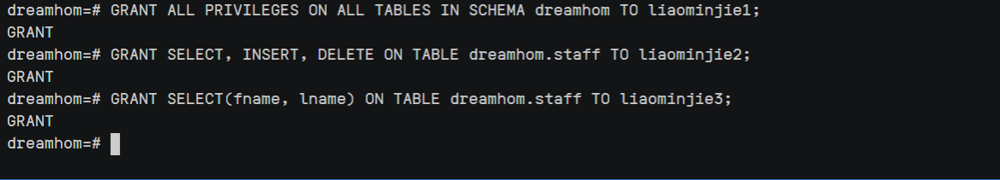 dreamhom=# GRANT ALL PRIVILEGES ON ALL TABLES IN SCHEMA dreamhom TO liaominjie1;
GRANT
dreamhom=# GRANT SELECT, INSERT, DELETE ON TABLE dreamhom.staff TO liaominjie2;
GRANT
dreamhom=# GRANT SELECT(fname, lname) ON TABLE dreamhom.staff TO liaominjie3;
GRANT
dreamhom=#